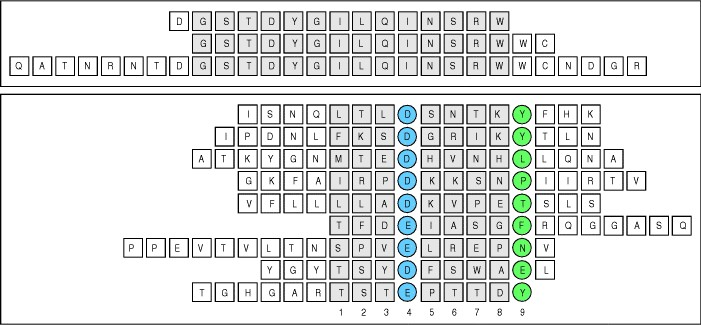 D G S T D Y G I L Q I N S R W
G S T D Y G I L Q I N S R W W C
Q A T N R N T D G S T D Y G I L Q I N S R W W C N D G R
I S N Q L T L D S N T K Y F H K
I P D N L F K S D G R I K Y T L N
A T K Y G N M T E D H V N H L L Q N A
G K F A I R P D K K S N P I I R T V
V F L L L L A D K V P E T S L S
T F D E I A S G F R Q G G A S Q
P P E V T V L T N S P V E L R E P N V
Y G Y T S Y D F S W A E L
T G H G A R T S T E P T T D Y
1 2 3 4 5 6 7 8 9